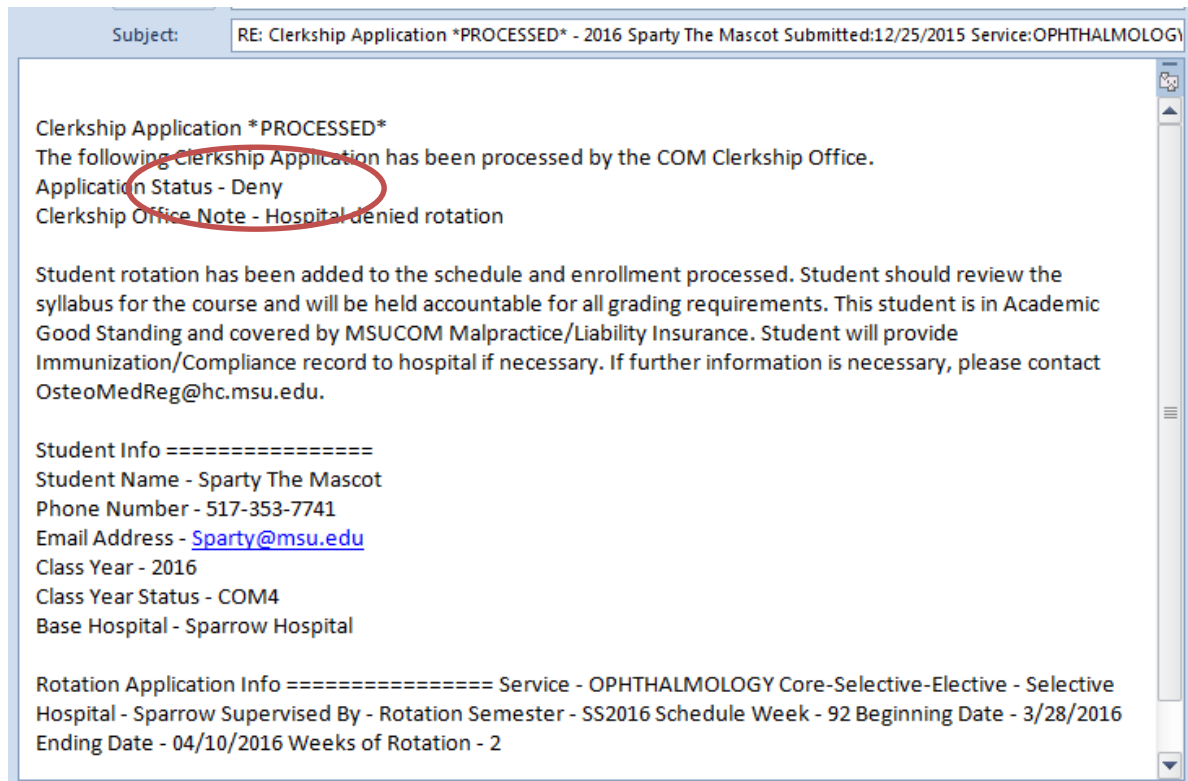 Subject:
RE: Clerkship Application *PROCESSED* - 2016 Sparty The Mascot Submitted:12/25/2015 Service:OPHTHALMOLOGY
Clerkship Application *PROCESSED*
The following Clerkship Application has been processed by the COM Clerkship Office.
Application Status - Deny
Clerkship Office Note - Hospital denied rotation
Student rotation has been added to the schedule and enrollment processed. Student should review the
syllabus for the course and will be held accountable for all grading requirements. This student is in Academic
Good Standing and covered by MSUCOM Malpractice/Liability Insurance. Student will provide
Immunization/Compliance record to hospital if necessary. If further information is necessary, please contact
OsteoMedReg@hc.msu.edu.
Student Info ================
Student Name - Sparty The Mascot
Phone Number - 517-353-7741
Email Address - Sparty@msu.edu
Class Year - 2016
Class Year Status - COM4
Base Hospital - Sparrow Hospital
Rotation Application Info ================ Service - OPHTHALMOLOGY Core-Selective-Elective - Selective
Hospital - Sparrow Supervised By - Rotation Semester - SS2016 Schedule Week - 92 Beginning Date - 3/28/2016
Ending Date - 04/10/2016 Weeks of Rotation - 2